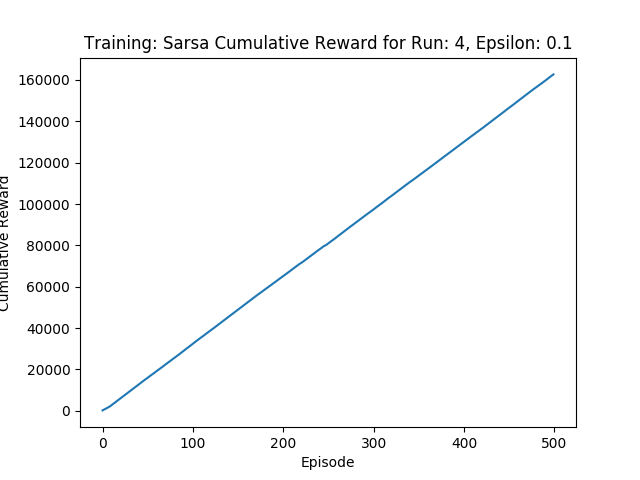 Training: Sarsa Cumulative Reward for Run: 4, Epsilon: 0.1
160000
140000
120000
100000
80000
60000
40000
20000
0
Cumulative Reward
0 100 200 300 400 500
Episode